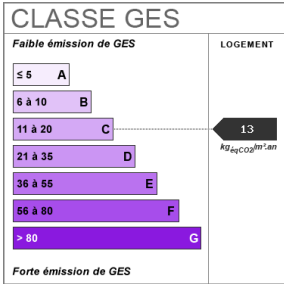 CLASSE GES
Faible émission de GES
LOGEMENT
≤ 5 A
6 à 10 B
11 à 20 C
13
kgéqCO2/m².an
21 à 35 D
36 à 55 E
56 à 80 F
> 80 G
Forte émission de GES